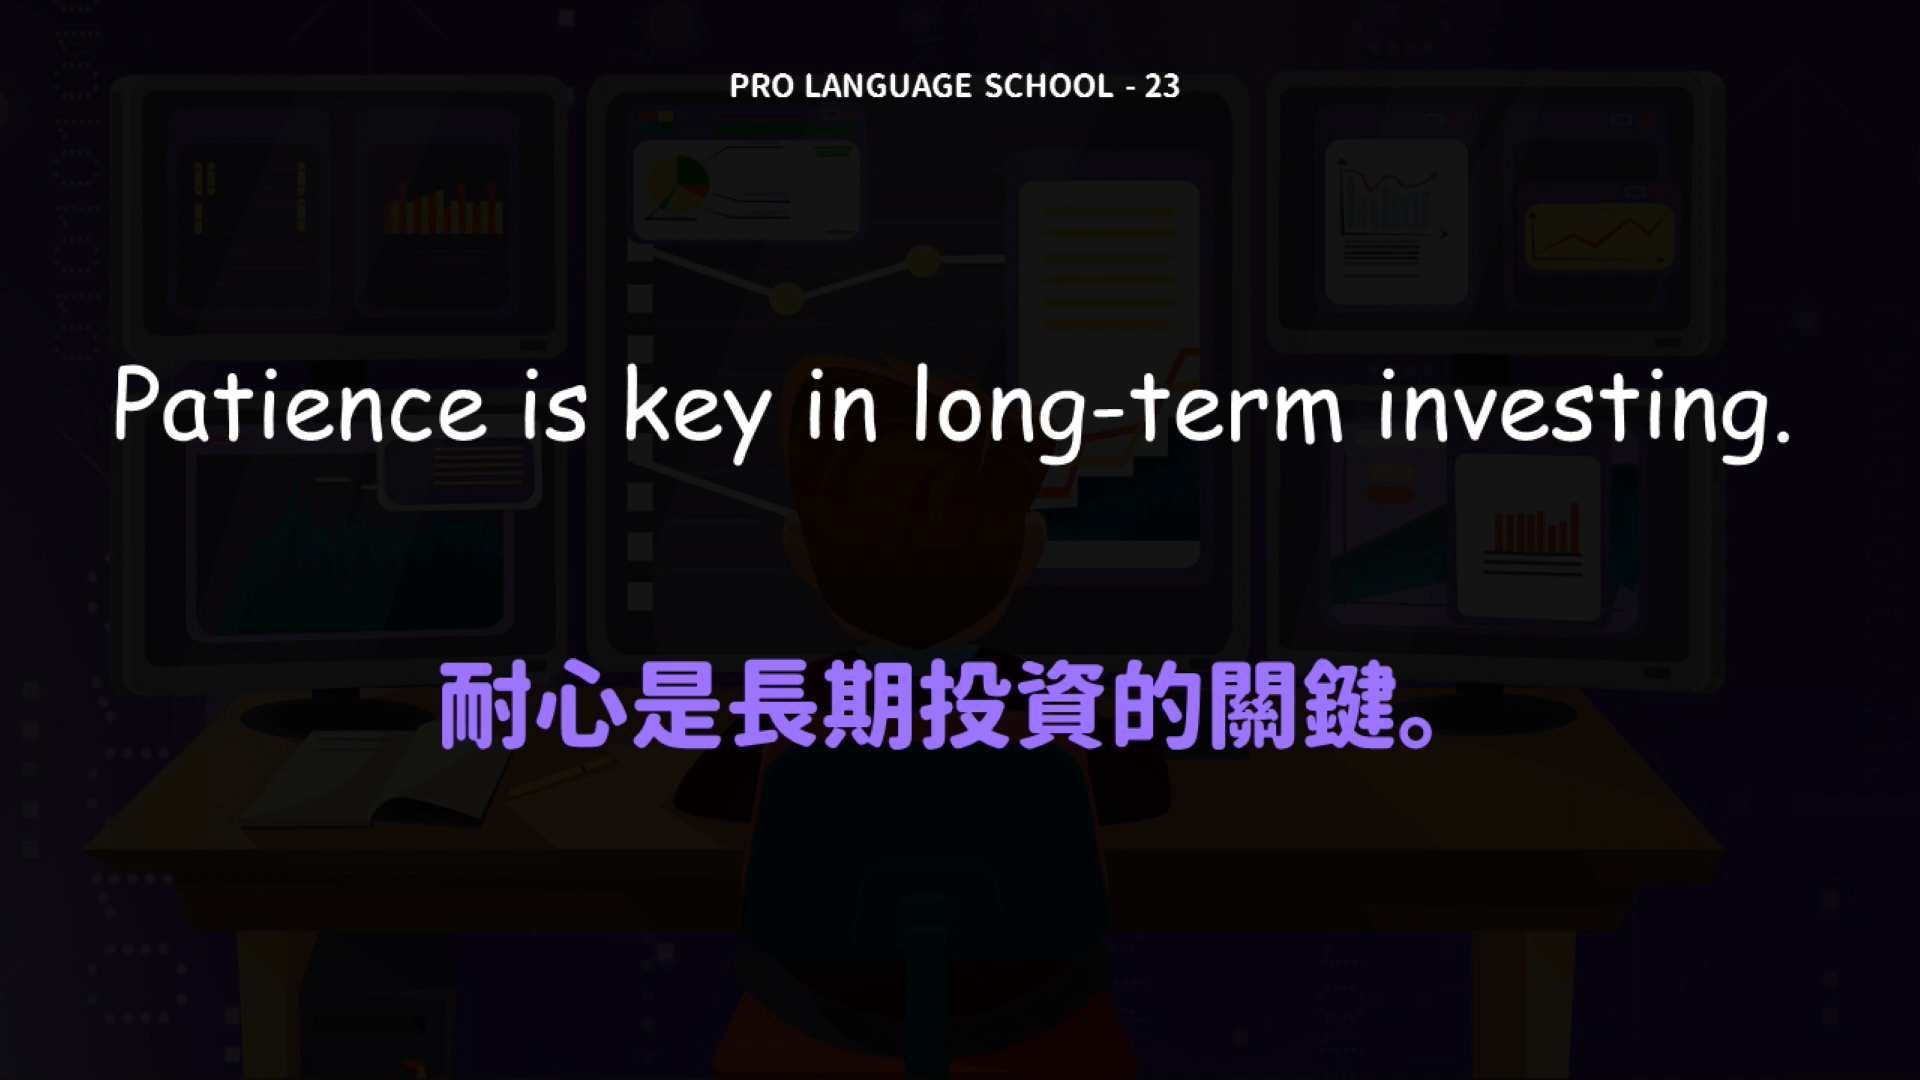 PRO LANGUAGE SCHOOL - 23
Patience is key in long-term investing.
耐心是長期投資的關鍵。